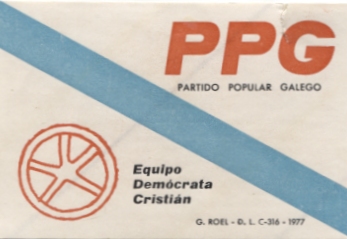 PPG
PARTIDO POPULAR GALEGO
Equipo
Demócrata
Cristián
G. ROEL - D. L. C-316 - 1977